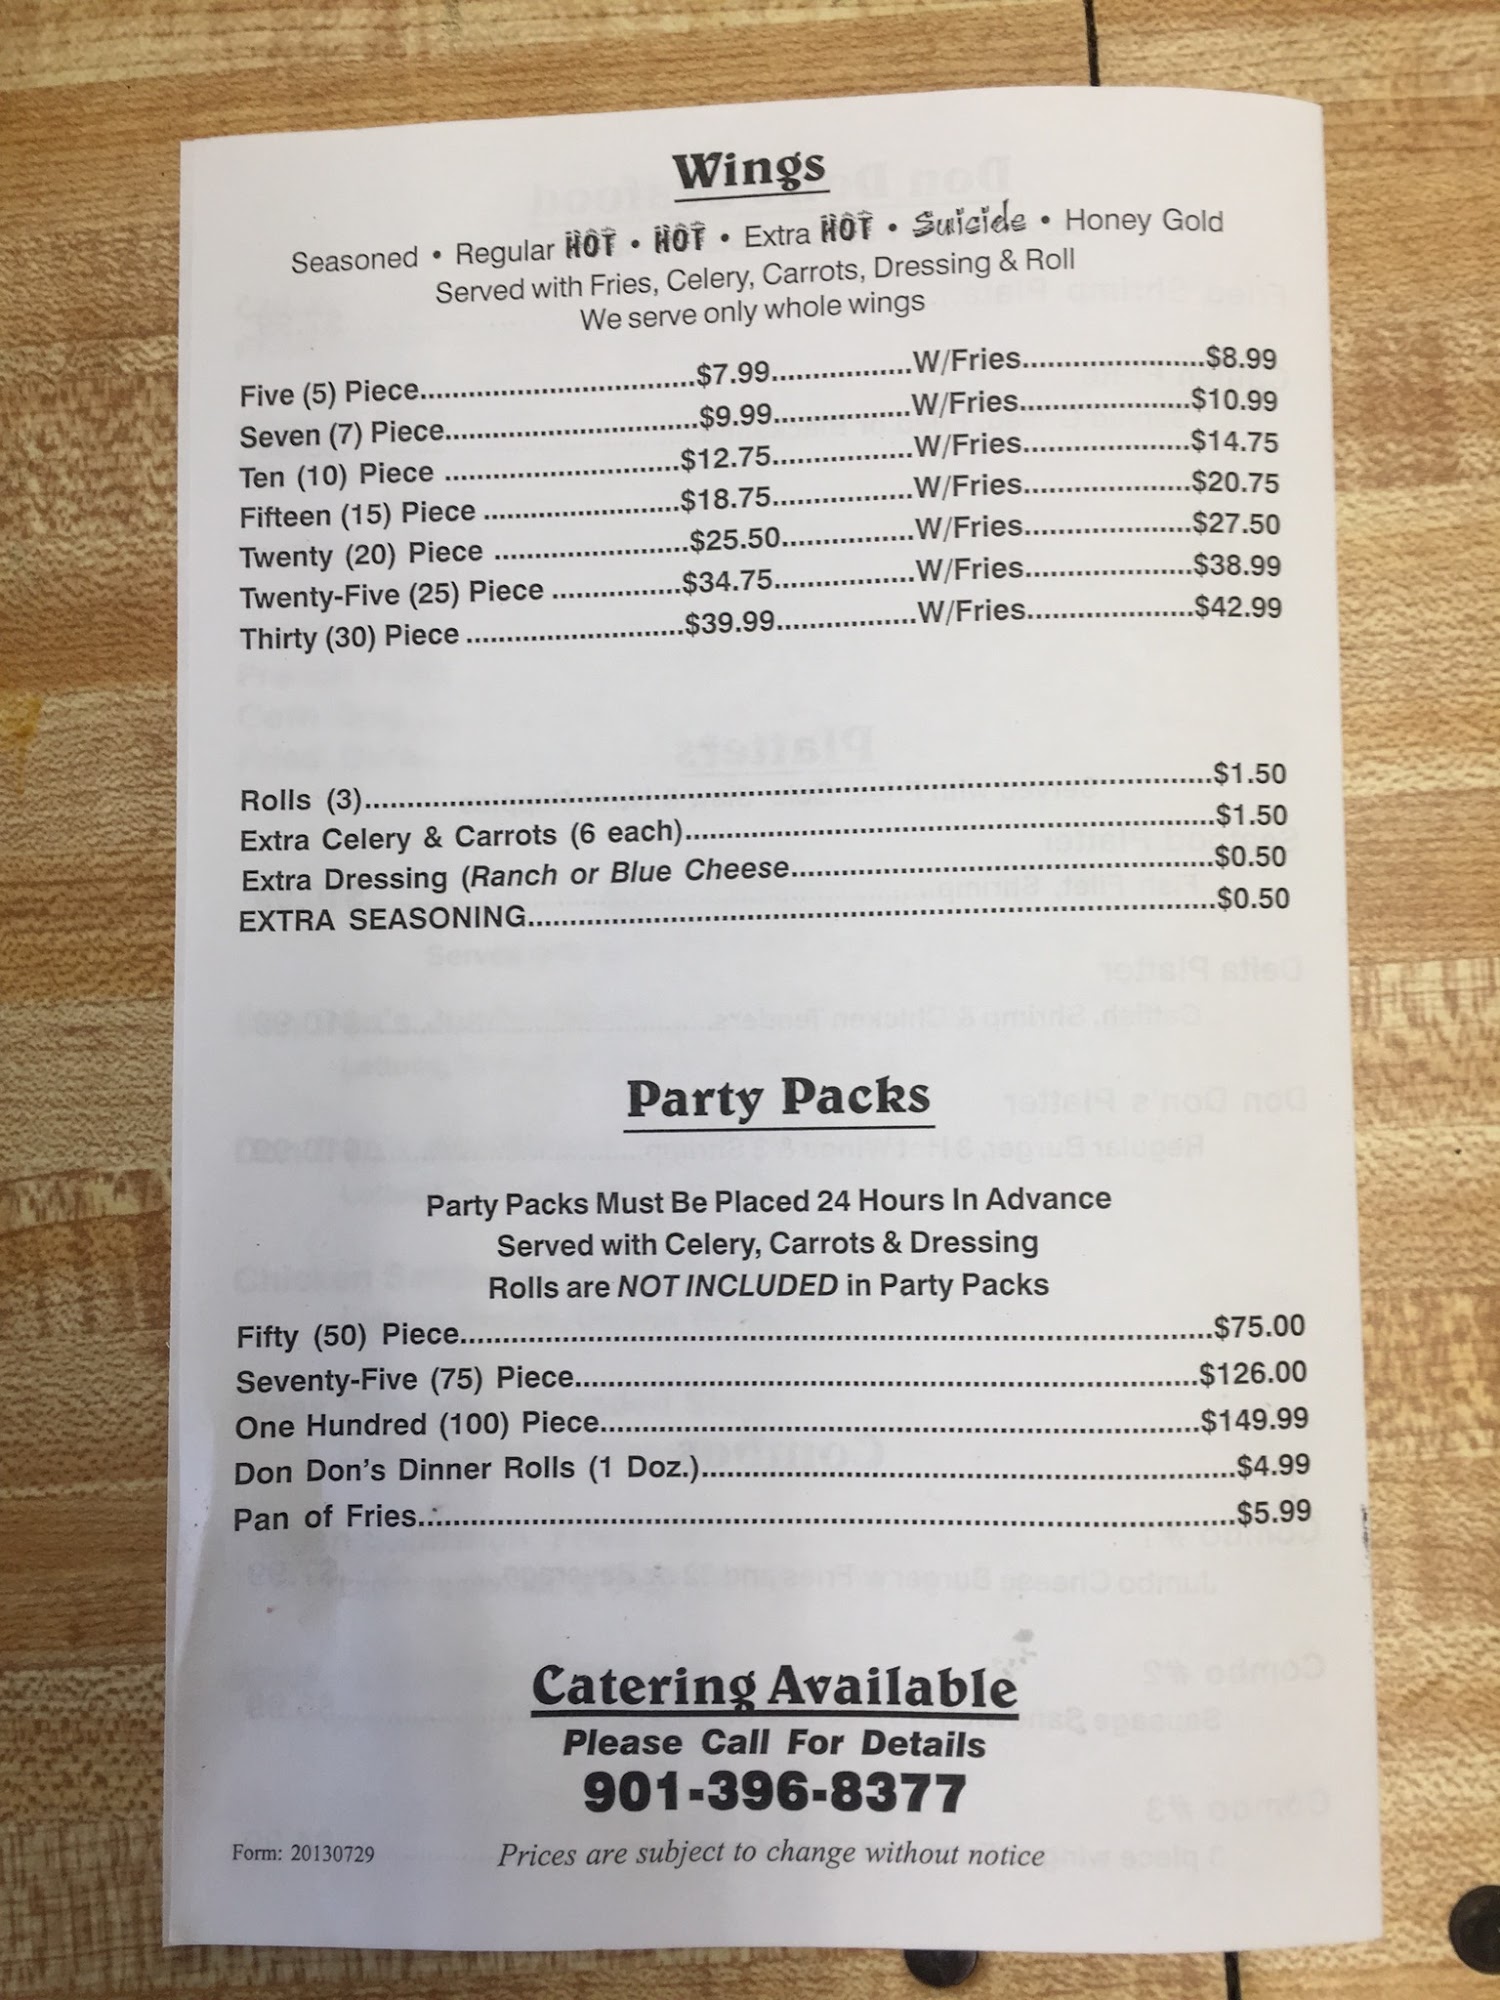 Wings
Seasoned • Regular HOT • HOT • Extra HOT • Suicide • Honey Gold
Served with Fries, Celery, Carrots, Dressing & Roll
We serve only whole wings
Five (5) Piece..................................$7.99.................W/Fries......................$8.99
Seven (7) Piece...............................$9.99.................W/Fries.....................$10.99
Ten (10) Piece ............................$12.75.................W/Fries....................$14.75
Fifteen (15) Piece ........................$18.75.................W/Fries....................$20.75
Twenty (20) Piece ........................$25.50................W/Fries....................$27.50
Twenty-Five (25) Piece ................$34.75.................W/Fries....................$38.99
Thirty (30) Piece ..........................$39.99.................W/Fries....................$42.99
Rolls (3)......................................................................................................$1.50
Extra Celery & Carrots (6 each)................................................................$1.50
Extra Dressing (Ranch or Blue Cheese...................................................$0.50
EXTRA SEASONING...................................................................................$0.50
Party Packs
Party Packs Must Be Placed 24 Hours In Advance
Served with Celery, Carrots & Dressing
Rolls are NOT INCLUDED in Party Packs
Fifty (50) Piece...........................................................................................$75.00
Seventy-Five (75) Piece...........................................................................$126.00
One Hundred (100) Piece........................................................................$149.99
Don Don's Dinner Rolls (1 Doz.)................................................................$4.99
Pan of Fries..................................................................................................$5.99
Catering Available
Please Call For Details
901-396-8377
Form: 20130729 Prices are subject to change without notice